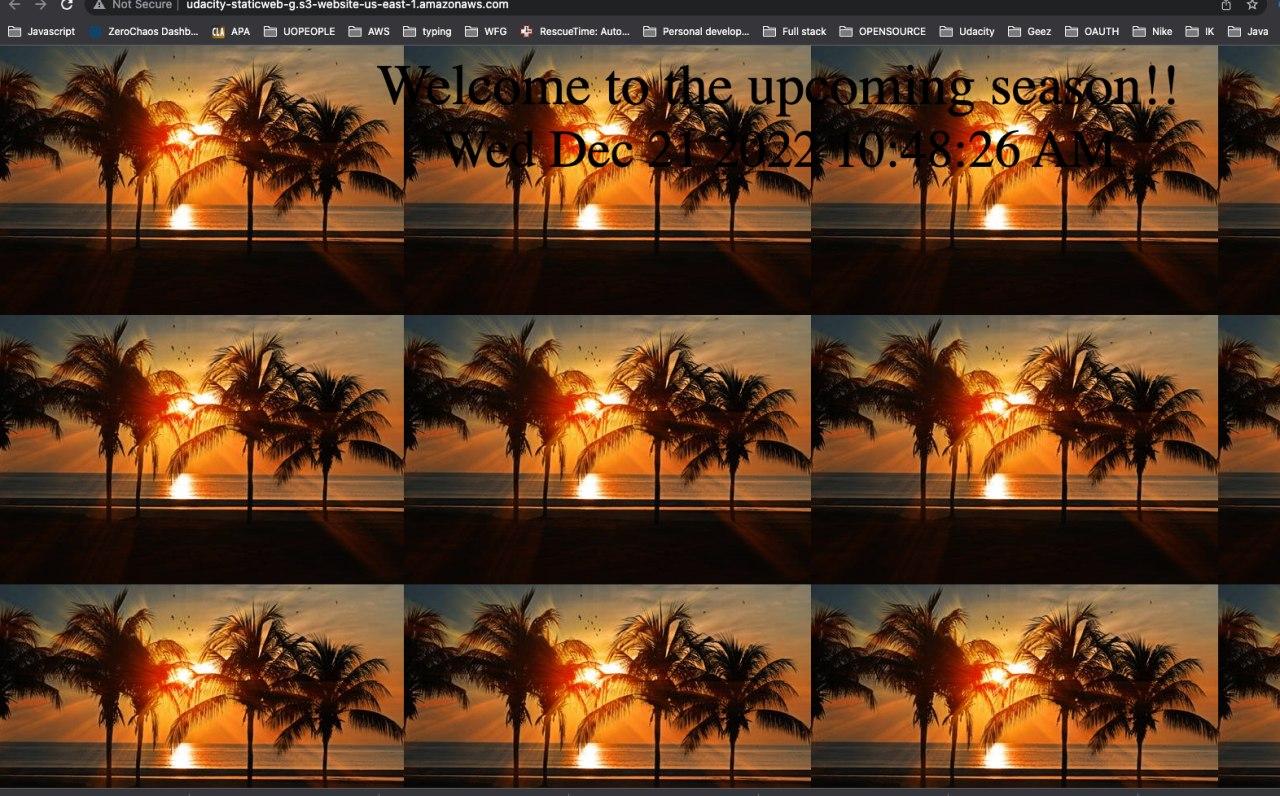 Not Secure | udacity-staticweb-g.s3-website-us-east-1.amazonaws.com
Javascript ZeroChaos Dashb... CLA APA UOPEOPLE AWS typing WFG RescueTime: Auto... Personal develop... Full stack OPENSOURCE Udacity Geez OAUTH Nike IK Java
Welcome to the upcoming season!!
Wed Dec 21 2022 10:48:26 AM